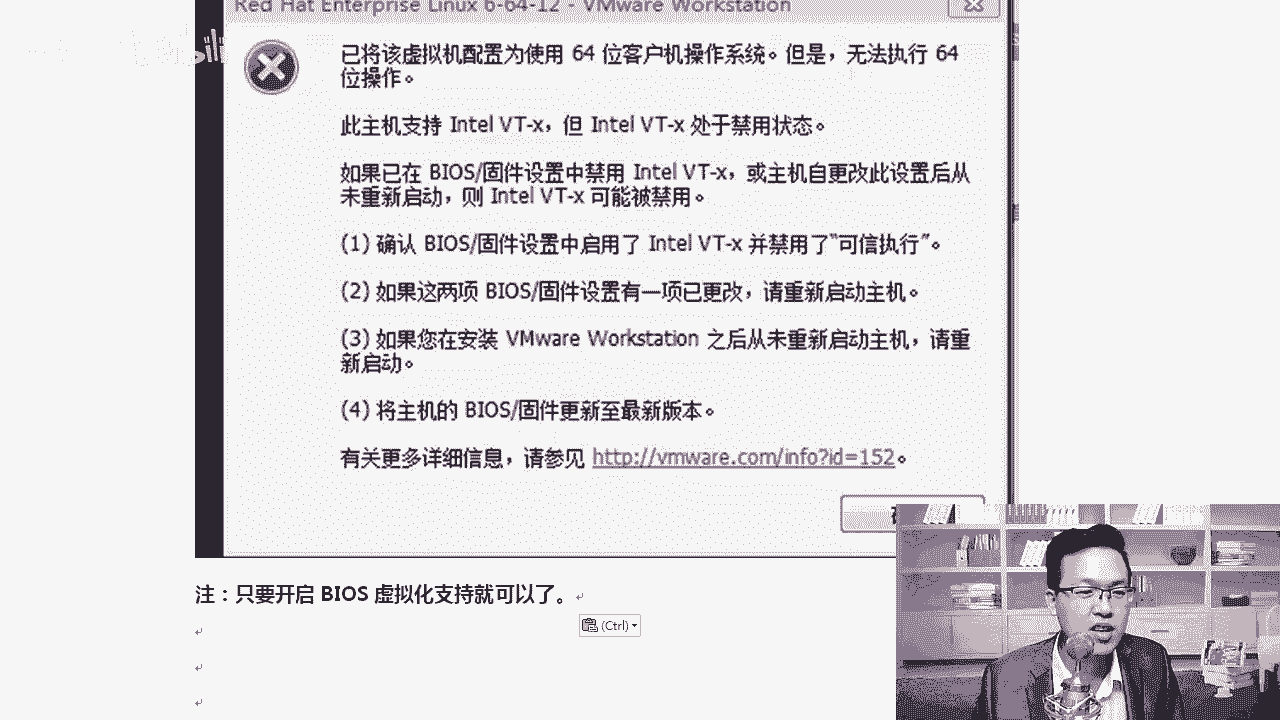 Red Hat Enterprise Linux 6-64-12 - VMware Workstation
已将该虚拟机配置为使用 64 位客户机操作系统。但是，无法执行 64
位操作。
此主机支持 Intel VT-x，但 Intel VT-x 处于禁用状态。
如果已在 BIOS/固件设置中禁用 Intel VT-x，或主机自更改此设置后从
未重新启动，则 Intel VT-x 可能被禁用。
(1) 确认 BIOS/固件设置中启用了 Intel VT-x 并禁用了“可信执行”。
(2) 如果这两项 BIOS/固件设置有一项已更改，请重新启动主机。
(3) 如果您在安装 VMware Workstation 之后从未重新启动主机，请重
新启动。
(4) 将主机的 BIOS/固件更新至最新版本。
有关更多详细信息，请参见 http://vmware.com/info?id=152。
注：只要开启 BIOS 虚拟化支持就可以了。
(Ctrl)